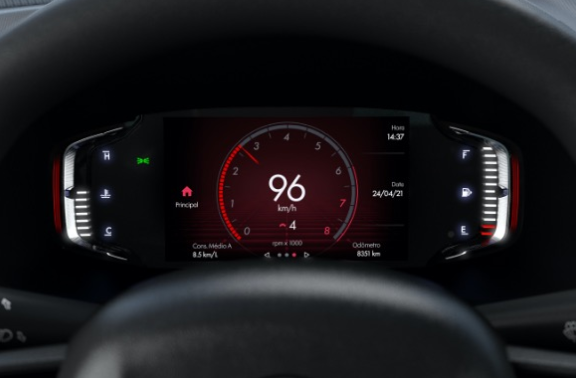 Hora
14:37
H
C
Principal
0
1
2
3
4
5
6
7
8
96
km/h
4
rpm x 1000
Data
24/04/21
Cons. Médio A
8.5 km/l
Odômetro
8351 km
F
E